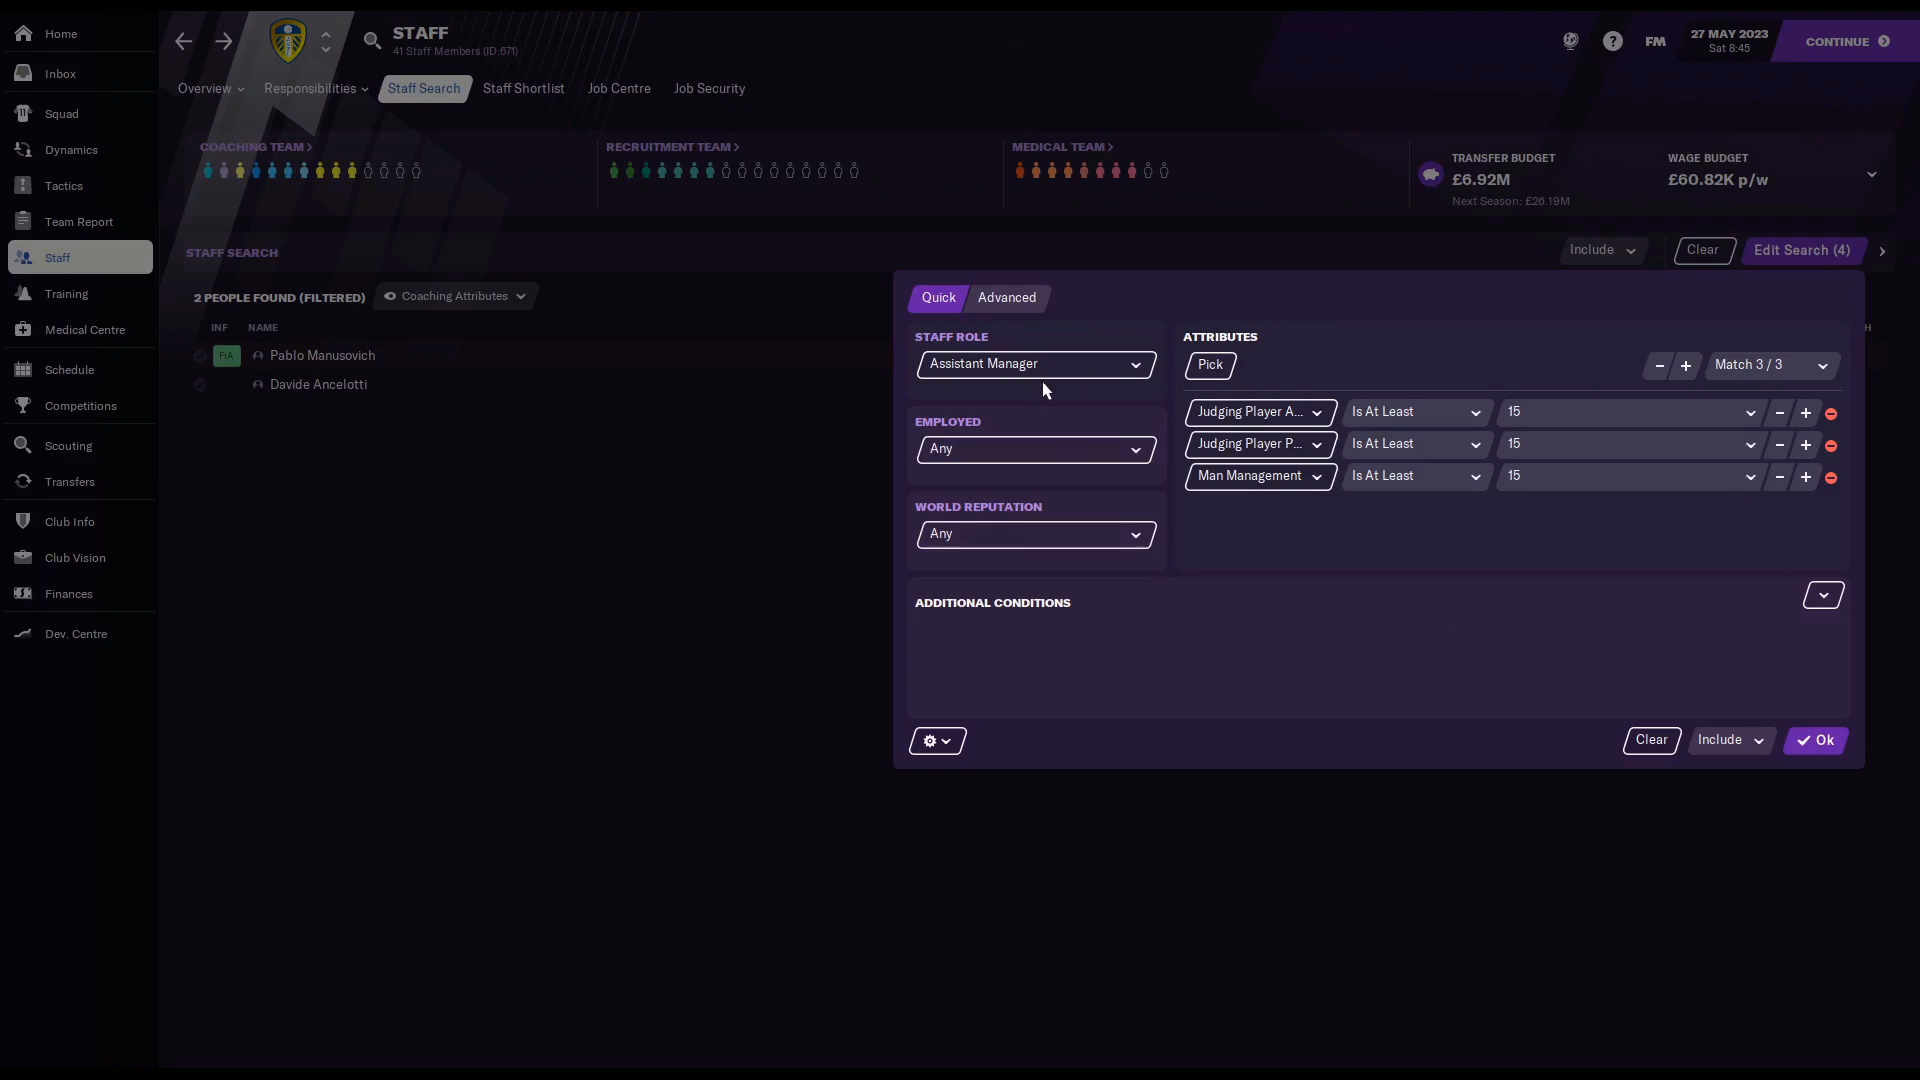 Home
Inbox
Squad
Dynamics
Tactics
Team Report
Staff
Training
Medical Centre
Schedule
Competitions
Scouting
Transfers
Club Info
Club Vision
Finances
Dev. Centre
STAFF
41 Staff Members (ID:671)
FM
27 MAY 2023
Sat 8:45
CONTINUE
Overview
Responsibilities
Staff Search
Staff Shortlist
Job Centre
Job Security
COACHING TEAM >
RECRUITMENT TEAM >
MEDICAL TEAM >
TRANSFER BUDGET
£6.92M
Next Season: £26.19M
WAGE BUDGET
£60.82K p/w
STAFF SEARCH
Include
Clear
Edit Search (4)
2 PEOPLE FOUND (FILTERED)
Coaching Attributes
INF NAME
H
FrA Pablo Manusovich
Davide Ancelotti
Quick
Advanced
STAFF ROLE
Assistant Manager
EMPLOYED
Any
WORLD REPUTATION
Any
ATTRIBUTES
Pick
Match 3 / 3
Judging Player A... Is At Least 15
Judging Player P... Is At Least 15
Man Management Is At Least 15
ADDITIONAL CONDITIONS
Clear
Include
Ok